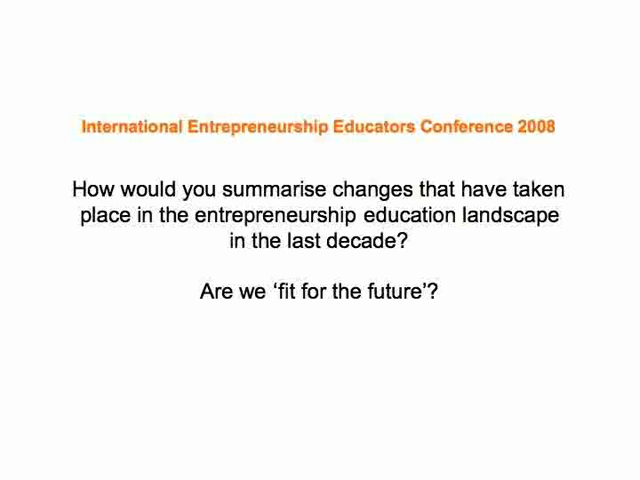 International Entrepreneurship Educators Conference 2008
How would you summarise changes that have taken
place in the entrepreneurship education landscape
in the last decade?
Are we ‘fit for the future’?